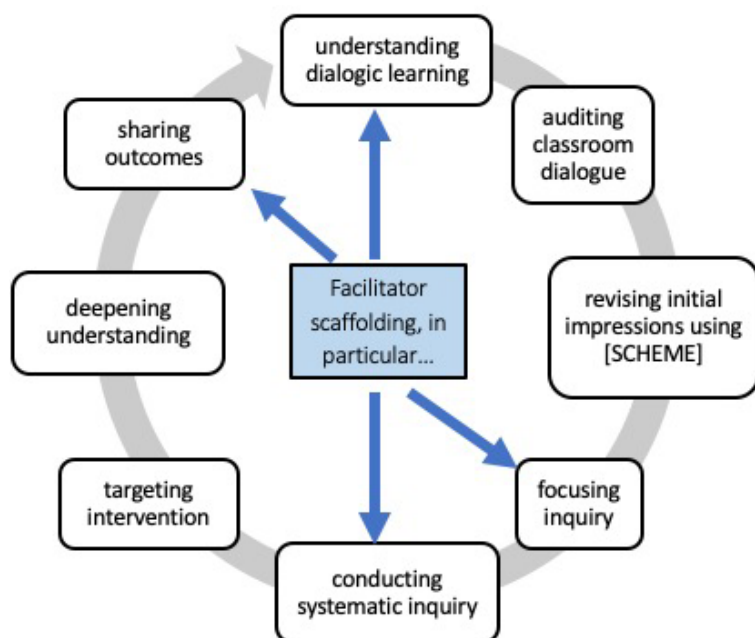 understanding
dialogic learning
auditing
classroom
dialogue
revising initial
impressions using
[SCHEME]
focusing
inquiry
conducting
systematic inquiry
targeting
intervention
deepening
understanding
sharing
outcomes
Facilitator
scaffolding, in
particular...